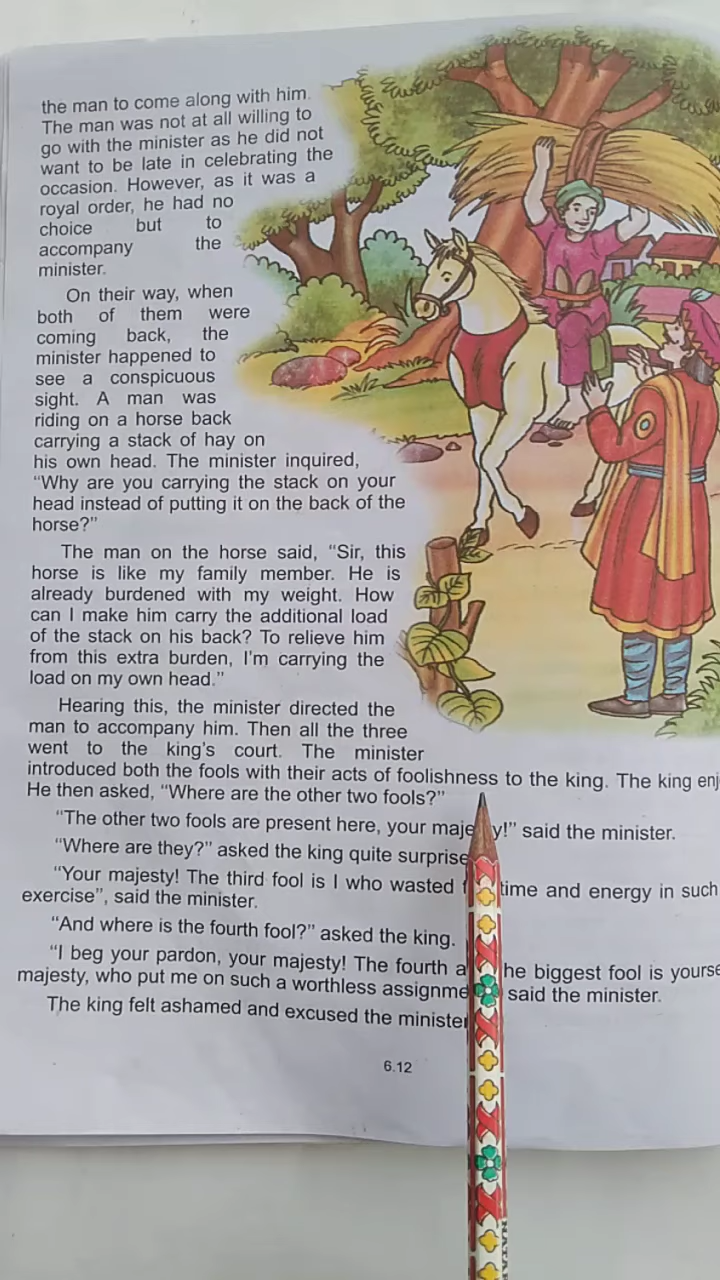 the man to come along with him.
The man was not at all willing to
go with the minister as he did not
want to be late in celebrating the
occasion. However, as it was a
royal order, he had no
choice but to
accompany the
minister.
On their way, when
both of them were
coming back, the
minister happened to
see a conspicuous
sight. A man was
riding on a horse back
carrying a stack of hay on
his own head. The minister inquired,
“Why are you carrying the stack on your
head instead of putting it on the back of the
horse?”
The man on the horse said, “Sir, this
horse is like my family member. He is
already burdened with my weight. How
can I make him carry the additional load
of the stack on his back? To relieve him
from this extra burden, I’m carrying the
load on my own head.”
Hearing this, the minister directed the
man to accompany him. Then all the three
went to the king’s court. The minister
introduced both the fools with their acts of foolishness to the king. The king
He then asked, “Where are the other two fools?”
“The other two fools are present here, your majesty!” said the minister.
“Where are they?” asked the king quite
“Your majesty! The third fool is I who wasted time and energy in such
exercise”, said the minister.
“And where is the fourth fool?” asked the king.
“I beg your pardon, your majesty! The fourth he biggest fool is
majesty, who put me on such a worthless said the minister.
The king felt ashamed and excused the minister
6.12
NATAR